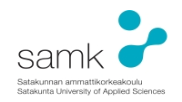 samk
Satakunnan ammattikorkeakoulu
Satakunta University of Applied Sciences